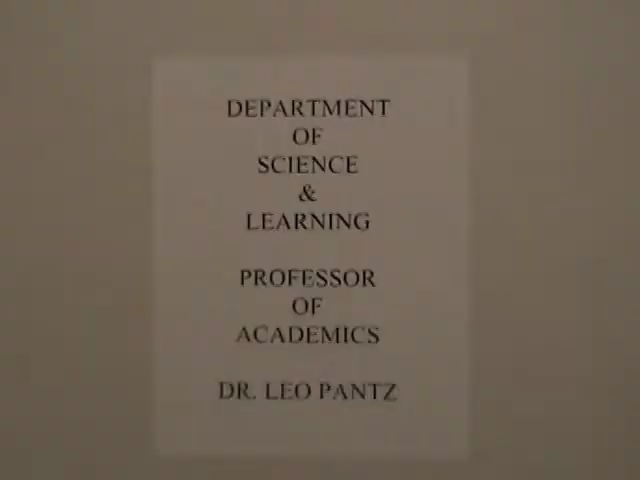 DEPARTMENT
OF
SCIENCE
&
LEARNING
PROFESSOR
OF
ACADEMICS
DR. LEO PANTZ